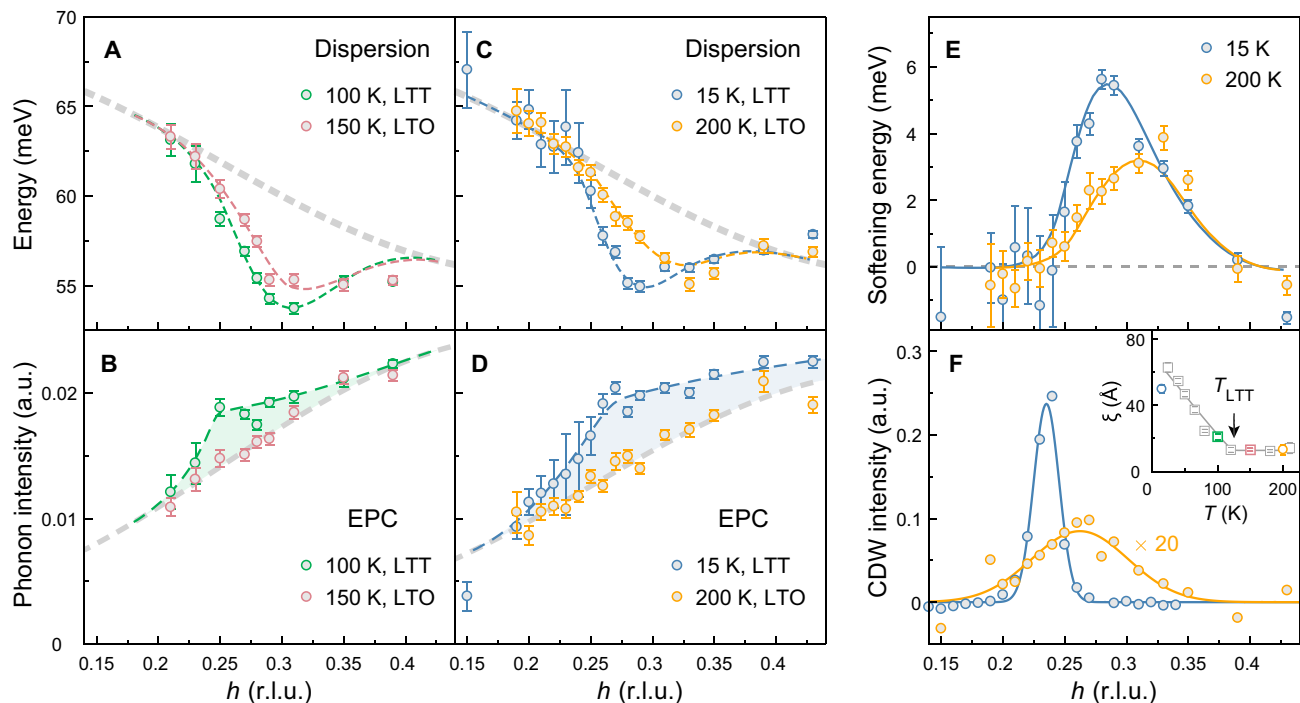 A
Dispersion
100 K, LTT
150 K, LTO
Energy (meV)
70
65
60
55
C
Dispersion
15 K, LTT
200 K, LTO
E
15 K
200 K
Softening energy (meV)
6
4
2
0
B
EPC
100 K, LTT
150 K, LTO
Phonon intensity (a.u.)
0.02
0.01
0
0.15 0.2 0.25 0.3 0.35 0.4
h (r.l.u.)
D
EPC
15 K, LTT
200 K, LTO
0.15 0.2 0.25 0.3 0.35 0.4
h (r.l.u.)
F
CDW intensity (a.u.)
0.3
0.2
0.1
0
× 20
0.15 0.2 0.25 0.3 0.35 0.4
h (r.l.u.)
ξ (Å)
80
40
0
TLTT
0 100 200
T (K)